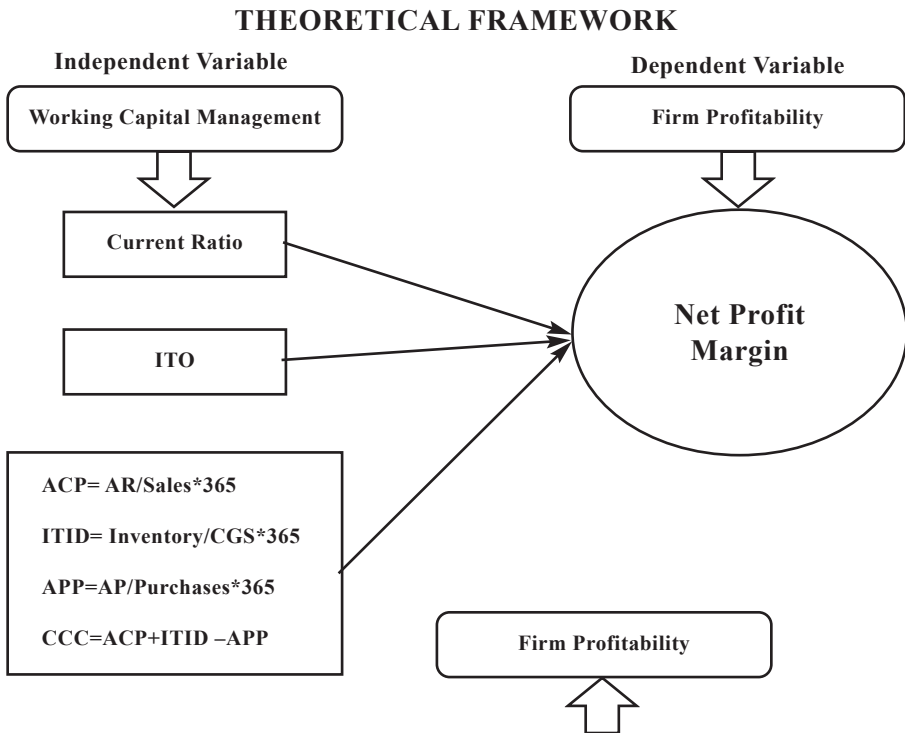 THEORETICAL FRAMEWORK
Independent Variable
Dependent Variable
Working Capital Management
Firm Profitability
Current Ratio
Net Profit
Margin
ITO
ACP= AR/Sales*365
ITID= Inventory/CGS*365
APP=AP/Purchases*365
CCC=ACP+ITID –APP
Firm Profitability